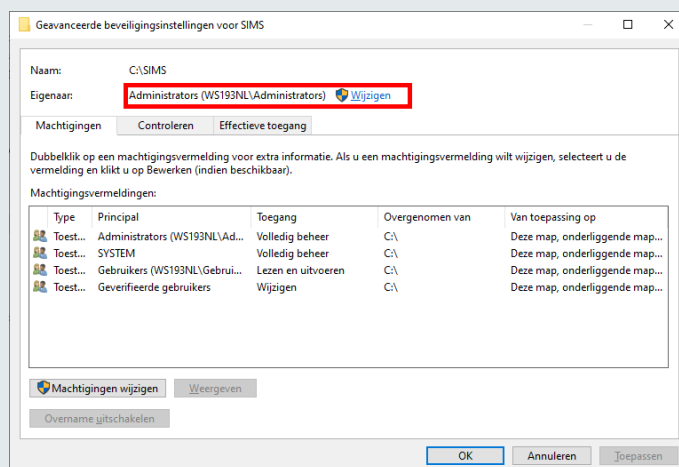 Geavanceerde beveiligingsinstellingen voor SIMS
Naam: C:\SIMS
Eigenaar: Administrators (WS193NL\Administrators) Wijzigen
Machtigingen Controleren Effectieve toegang
Dubbelklik op een machtigingsvermelding voor extra informatie. Als u een machtigingsvermelding wilt wijzigen, selecteert u de
vermelding en klikt u op Bewerken (indien beschikbaar).
Machtigingsvermeldingen:
Type Principal Toegang Overgenomen van Van toepassing op
Toest... Administrators (WS193NL\Ad... Volledig beheer C:\ Deze map, onderliggende map...
Toest... SYSTEM Volledig beheer C:\ Deze map, onderliggende map...
Toest... Gebruikers (WS193NL\Gebrui... Lezen en uitvoeren C:\ Deze map, onderliggende map...
Toest... Geverifieerde gebruikers Wijzigen C:\ Deze map, onderliggende map...
Machtigingen wijzigen Weergeven
Overname uitschakelen
OK Annuleren Toepassen